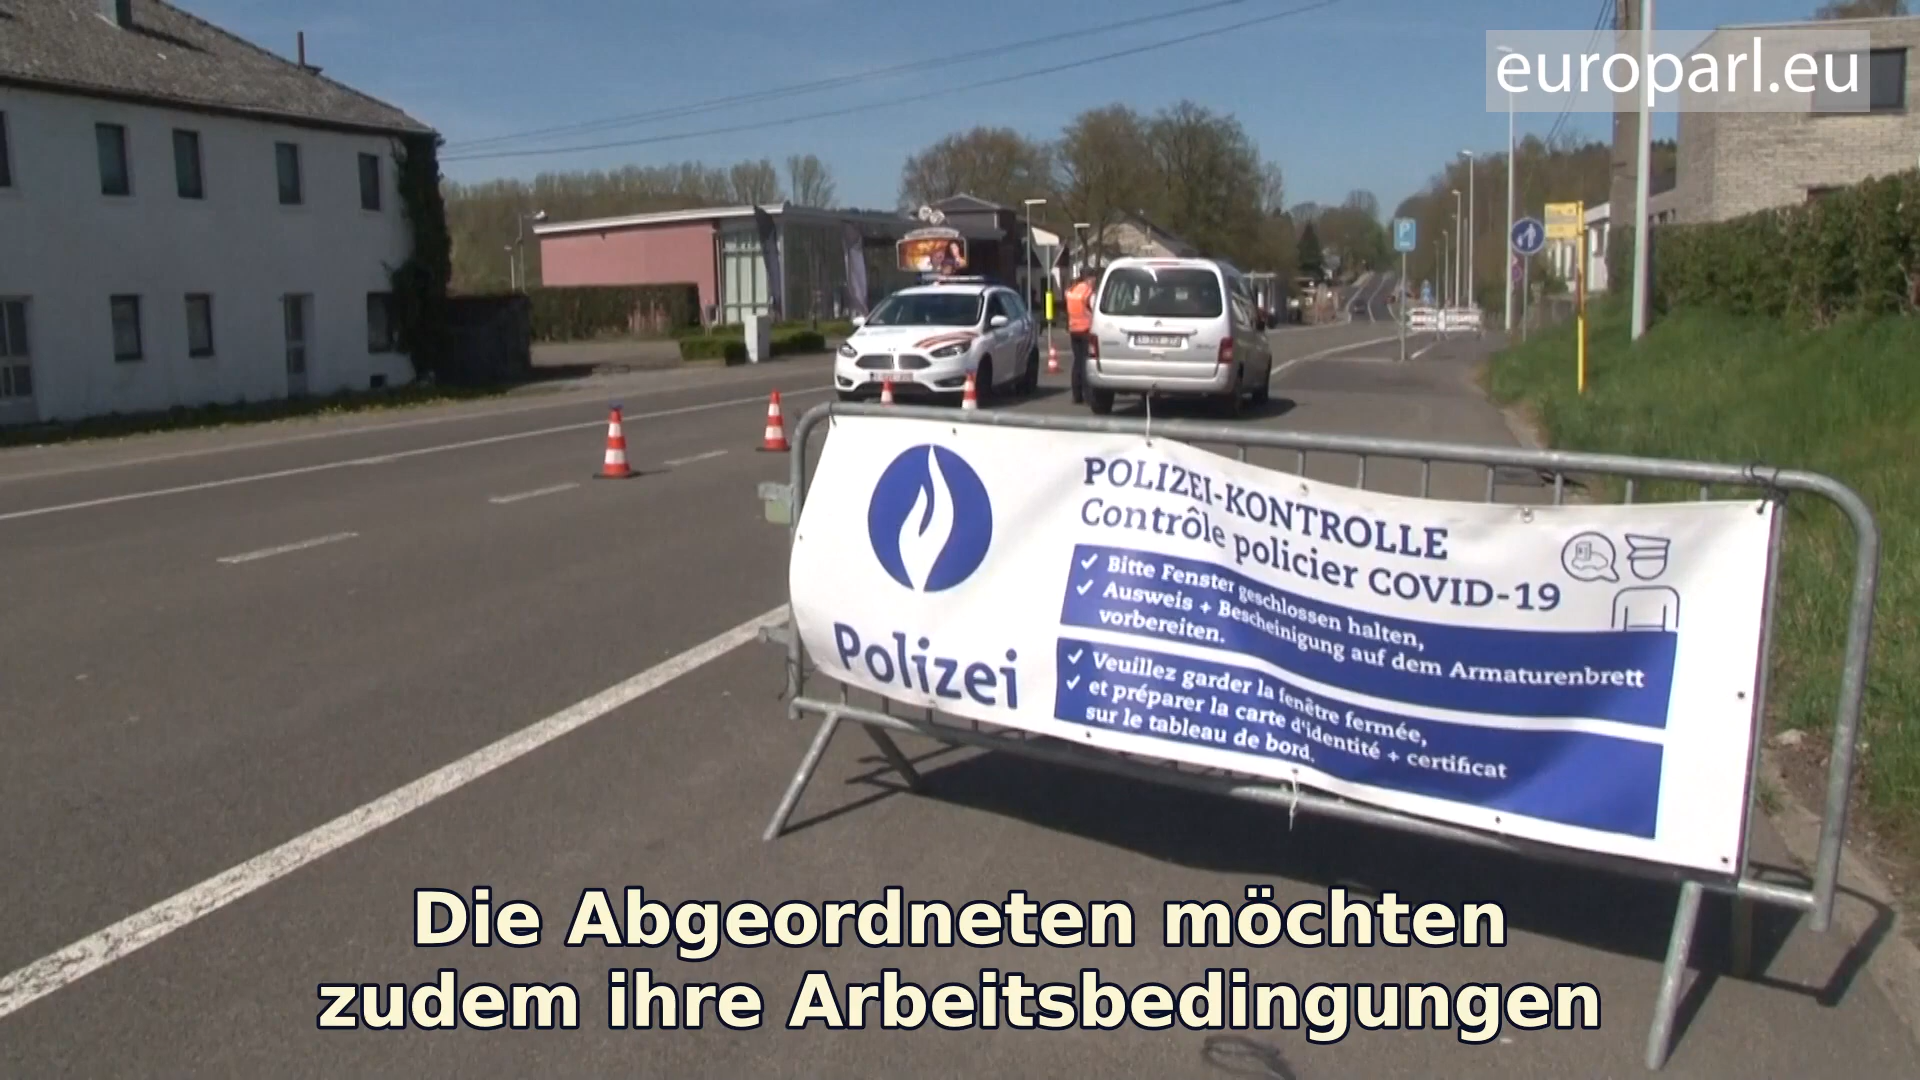 europarl.eu
P
POLIZEI-KONTROLLE
Contrôle policier COVID-19
✓ Bitte Fenster geschlossen halten,
✓ Ausweis + Bescheinigung auf dem Armaturenbrett
vorbereiten.
✓ Veuillez garder la fenêtre fermée,
✓ et préparer la carte d'identité + certificat
sur le tableau de bord.
Polizei
Die Abgeordneten möchten
zudem ihre Arbeitsbedingungen